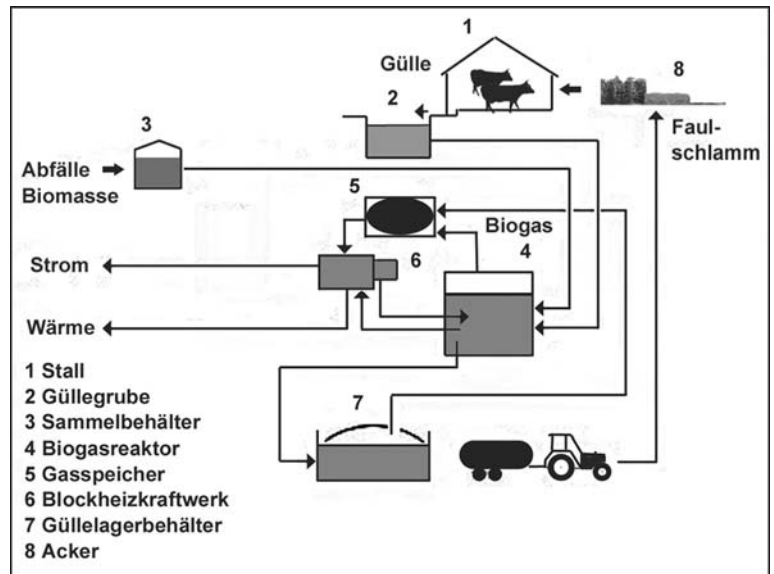 1
Gülle
2
8
3
Faul-
schlamm
Abfälle
Biomasse
5
Biogas
4
Strom
6
Wärme
7
1 Stall
2 Güllegrube
3 Sammelbehälter
4 Biogasreaktor
5 Gasspeicher
6 Blockheizkraftwerk
7 Güllelagerbehälter
8 Acker